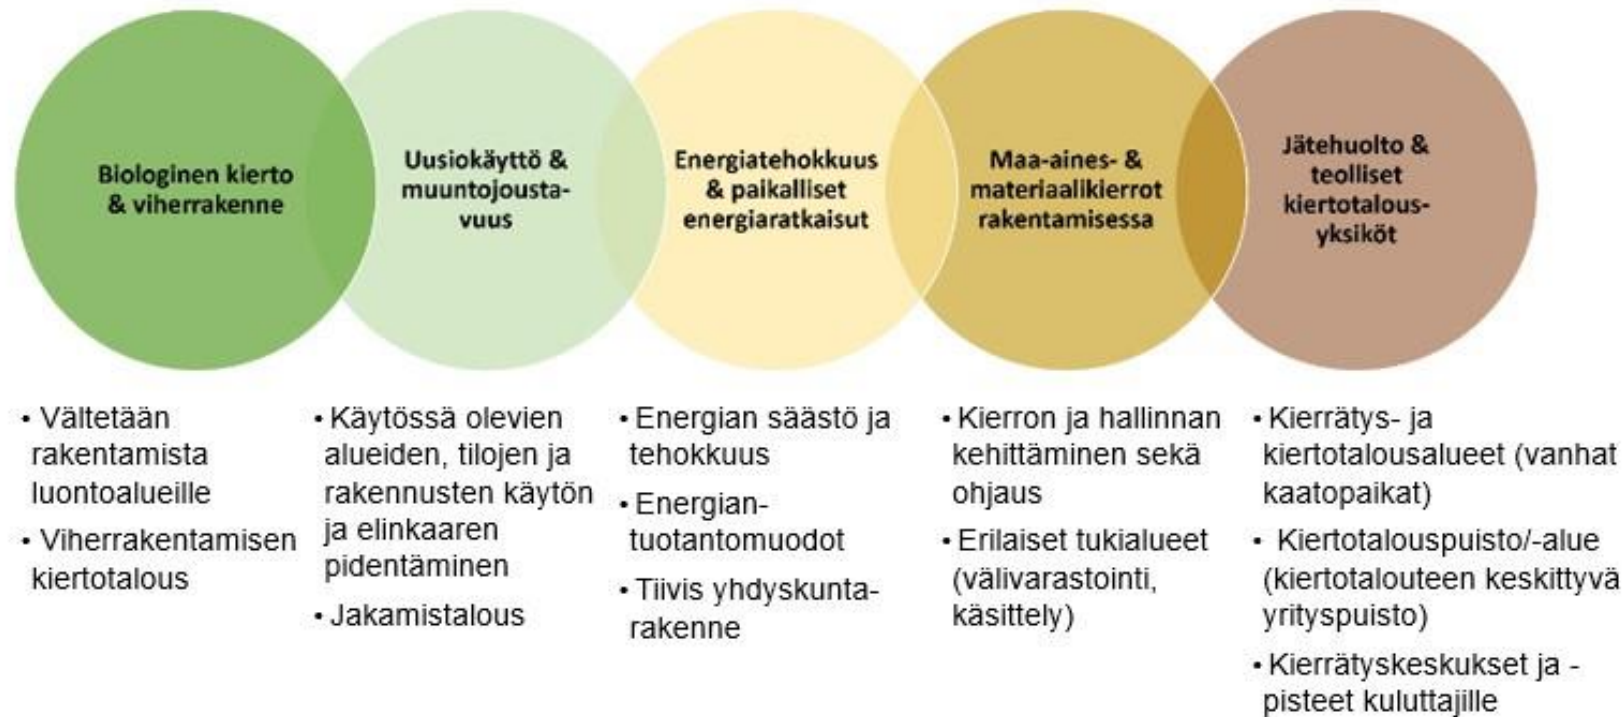 Biologinen kierto
& viherrakenne
Uusiokäyttö &
muuntojousta-
vuus
Energiatehokkuus
& paikalliset
energiaratkaisut
Maa-aines- &
materiaalikierrot
rakentamisessa
Jätehuolto &
teolliset
kiertotalous-
yksiköt
• Vältetään
rakentamista
luontoalueille
• Viherrakentamisen
kiertotalous
• Käytössä olevien
alueiden, tilojen ja
rakennusten käytön
ja elinkaaren
pidentäminen
• Jakamistalous
• Energian säästö ja
tehokkuus
• Energian-
tuotantomuodot
• Tiivis yhdyskunta-
rakenne
• Kierron ja hallinnan
kehittäminen sekä
ohjaus
• Erilaiset tukialueet
(välivarastointi,
käsittely)
• Kierrätys- ja
kiertotalousalueet (vanhat
kaatopaikat)
• Kiertotalouspuisto/-alue
(kiertotalouteen keskittyvä
yrityspuisto)
• Kierrätyskeskukset ja -
pisteet kuluttajille